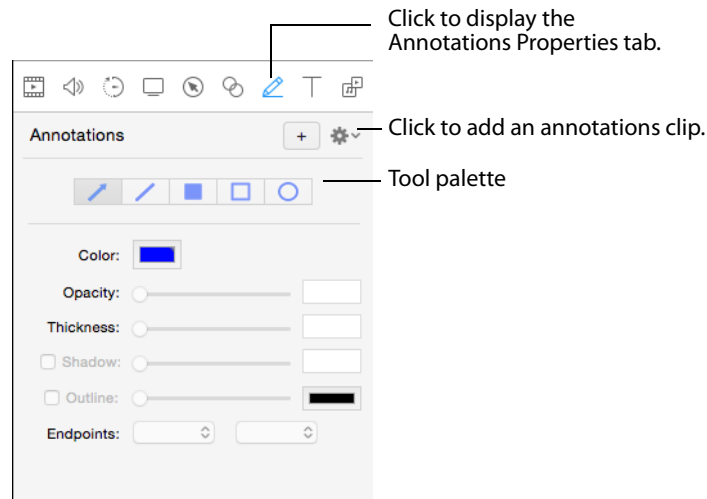 Click to display the
Annotations Properties tab.
Annotations
+
Click to add an annotations clip.
Tool palette
Color:
Opacity:
Thickness:
Shadow:
Outline:
Endpoints: